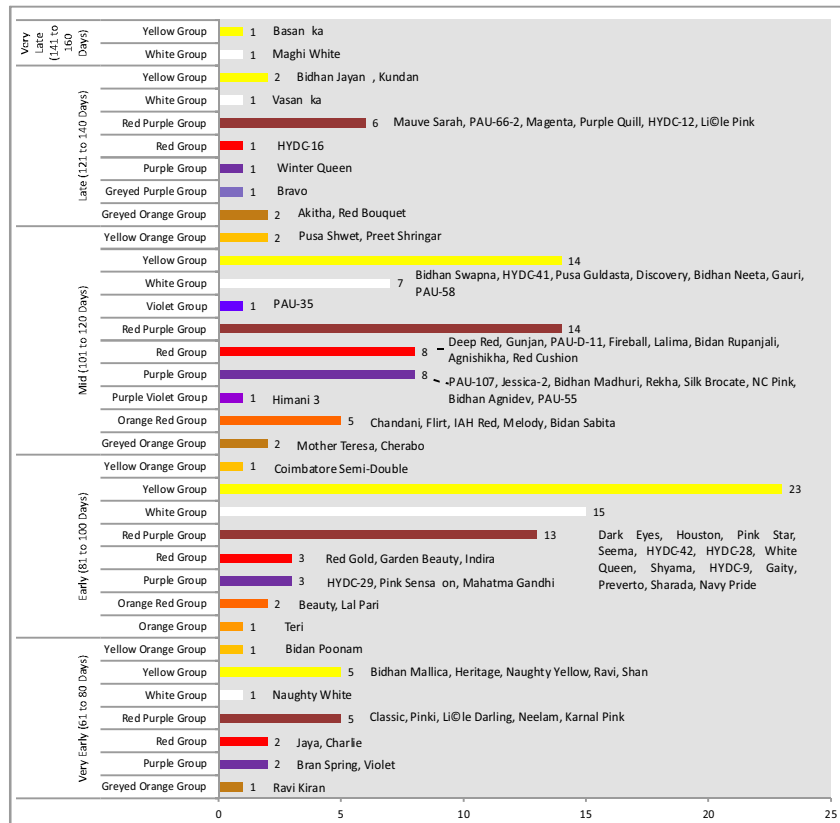 Very Late (141 to 160 Days)
Yellow Group 1 Basan ka
White Group 1 Maghi White
Late (121 to 140 Days)
Yellow Group 2 Bidhan Jayan , Kundan
White Group 1 Vasan ka
Red Purple Group 6 Mauve Sarah, PAU-66-2, Magenta, Purple Quill, HYDC-12, Li©le Pink
Red Group 1 HYDC-16
Purple Group 1 Winter Queen
Greyed Purple Group 1 Bravo
Greyed Orange Group 2 Akitha, Red Bouquet
Mid (101 to 120 Days)
Yellow Orange Group 2 Pusa Shwet, Preet Shringar
Yellow Group 14
White Group 7 Bidhan Swapna, HYDC-41, Pusa Guldasta, Discovery, Bidhan Neeta, Gauri,
PAU-58
Violet Group 1 PAU-35
Red Purple Group 14
Red Group 8 Deep Red, Gunjan, PAU-D-11, Fireball, Lalima, Bidan Rupanjali,
Agnishikha, Red Cushion
Purple Group 8 PAU-107, Jessica-2, Bidhan Madhuri, Rekha, Silk Brocate, NC Pink,
Bidhan Agnidev, PAU-55
Purple Violet Group 1 Himani 3
Orange Red Group 5 Chandani, Flirt, IAH Red, Melody, Bidan Sabita
Greyed Orange Group 2 Mother Teresa, Cherabo
Early (81 to 100 Days)
Yellow Orange Group 1 Coimbatore Semi-Double
Yellow Group 23
White Group 15
Red Purple Group 13 Dark Eyes, Houston, Pink Star,
Seema, HYDC-42, HYDC-28, White
Queen, Shyama, HYDC-9, Gaity,
Preverto, Sharada, Navy Pride
Red Group 3 Red Gold, Garden Beauty, Indira
Purple Group 3 HYDC-29, Pink Sensa on, Mahatma Gandhi
Orange Red Group 2 Beauty, Lal Pari
Orange Group 1 Teri
Very Early (61 to 80 Days)
Yellow Orange Group 1 Bidan Poonam
Yellow Group 5 Bidhan Mallica, Heritage, Naughty Yellow, Ravi, Shan
White Group 1 Naughty White
Red Purple Group 5 Classic, Pinki, Li©le Darling, Neelam, Karnal Pink
Red Group 2 Jaya, Charlie
Purple Group 2 Bran Spring, Violet
Greyed Orange Group 1 Ravi Kiran
0 5 10 15 20 25